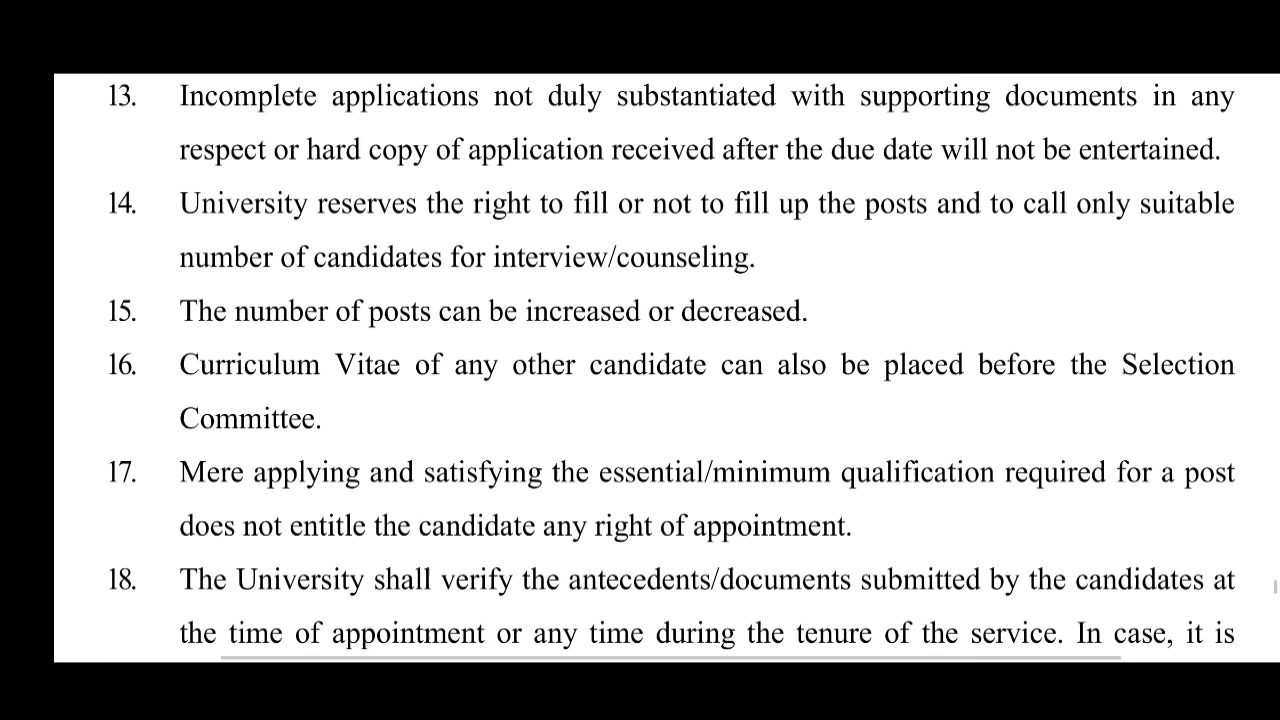 13. Incomplete applications not duly substantiated with supporting documents in any
respect or hard copy of application received after the due date will not be entertained.
14. University reserves the right to fill or not to fill up the posts and to call only suitable
number of candidates for interview/counseling.
15. The number of posts can be increased or decreased.
16. Curriculum Vitae of any other candidate can also be placed before the Selection
Committee.
17. Mere applying and satisfying the essential/minimum qualification required for a post
does not entitle the candidate any right of appointment.
18. The University shall verify the antecedents/documents submitted by the candidates at
the time of appointment or any time during the tenure of the service. In case, it is